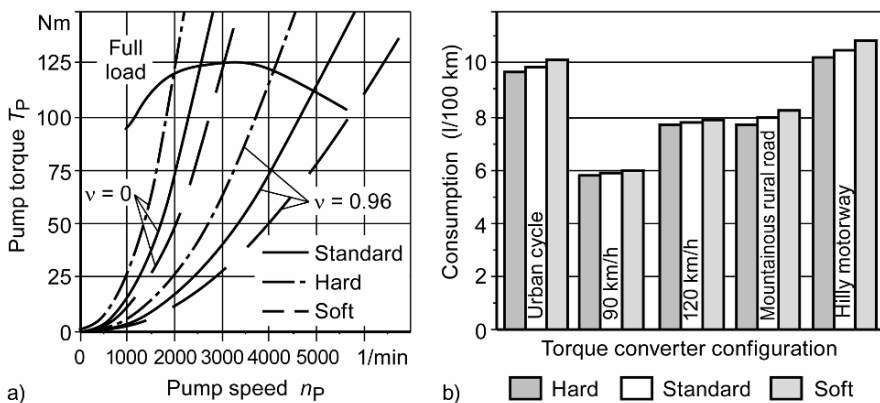 Nm
125
100
75
50
25
0
Pump torque TP
Full
load
ν = 0
ν = 0.96
Standard
Hard
Soft
0 1000 2000 3000 4000 5000 1/min
Pump speed nP
a)
10
8
6
4
2
0
Consumption (l/100 km)
Urban cycle
90 km/h
120 km/h
Mountainous rural road
Hilly motorway
Torque converter configuration
b)
Hard Standard Soft